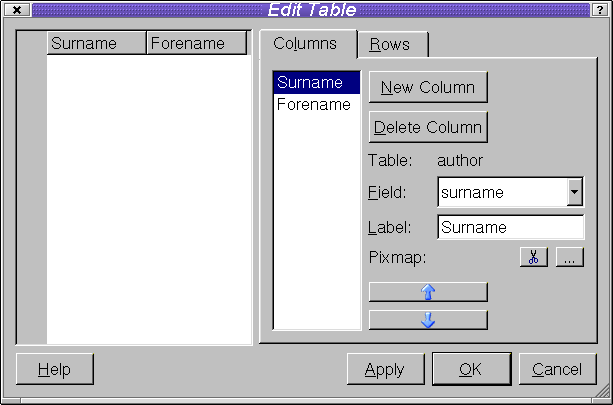 Edit Table
?
Surname Forename
Columns Rows
Surname
Forename
New Column
Delete Column
Table: author
Field: surname
Label: Surname
Pixmap: ...
Help Apply OK Cancel